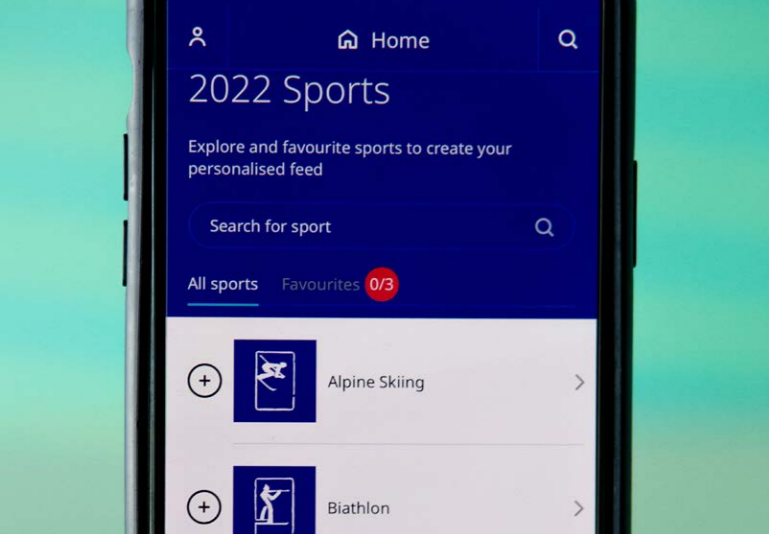 Home
2022 Sports
Explore and favourite sports to create your
personalised feed
Search for sport
All sports Favourites 0/3
Alpine Skiing
Biathlon